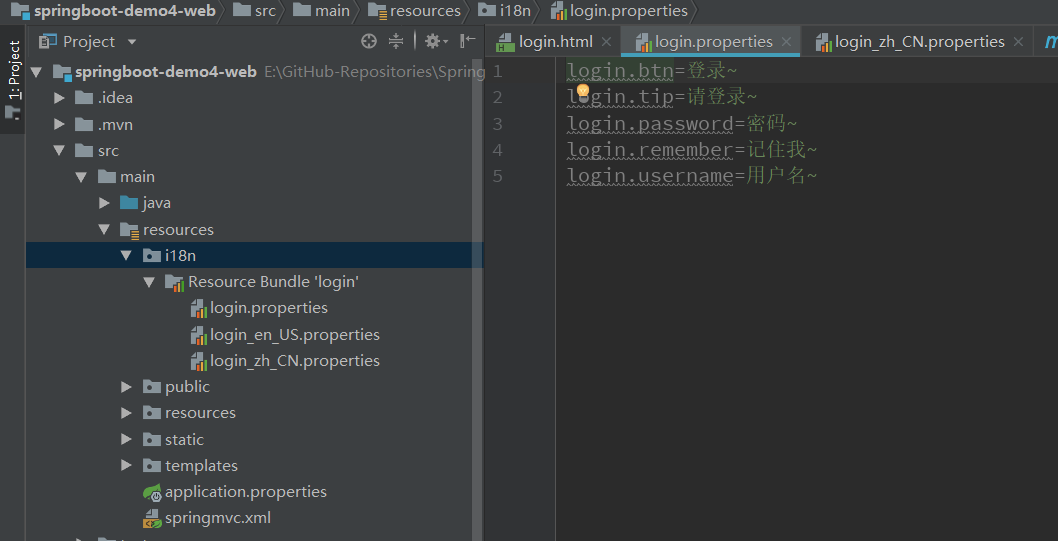 springboot-demo4-web src main resources i18n login.properties
1: Project
Project
login.html login.properties login_zh_CN.properties
springboot-demo4-web E:\GitHub-Repositories\Spring
.idea
.mvn
src
main
java
resources
i18n
Resource Bundle 'login'
login.properties
login_en_US.properties
login_zh_CN.properties
public
resources
static
templates
application.properties
springmvc.xml
1 login.btn=登录~
2 login.tip=请登录~
3 login.password=密码~
4 login.remember=记住我~
5 login.username=用户名~